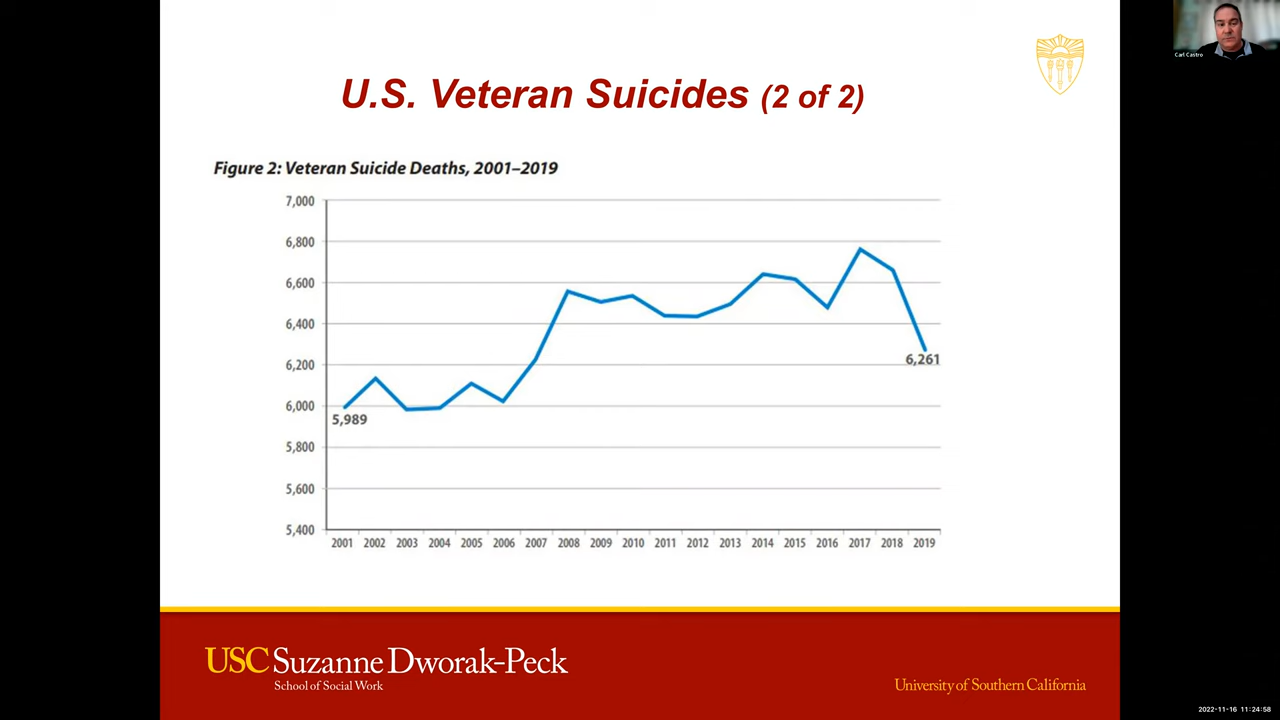 Carl Castro
U.S. Veteran Suicides (2 of 2)
Figure 2: Veteran Suicide Deaths, 2001–2019
7,000
6,800
6,600
6,400
6,200
6,000
5,800
5,600
5,400
5,989
6,261
2001 2002 2003 2004 2005 2006 2007 2008 2009 2010 2011 2012 2013 2014 2015 2016 2017 2018 2019
USC Suzanne Dworak-Peck
School of Social Work
University of Southern California
2022-11-16 11:24:58